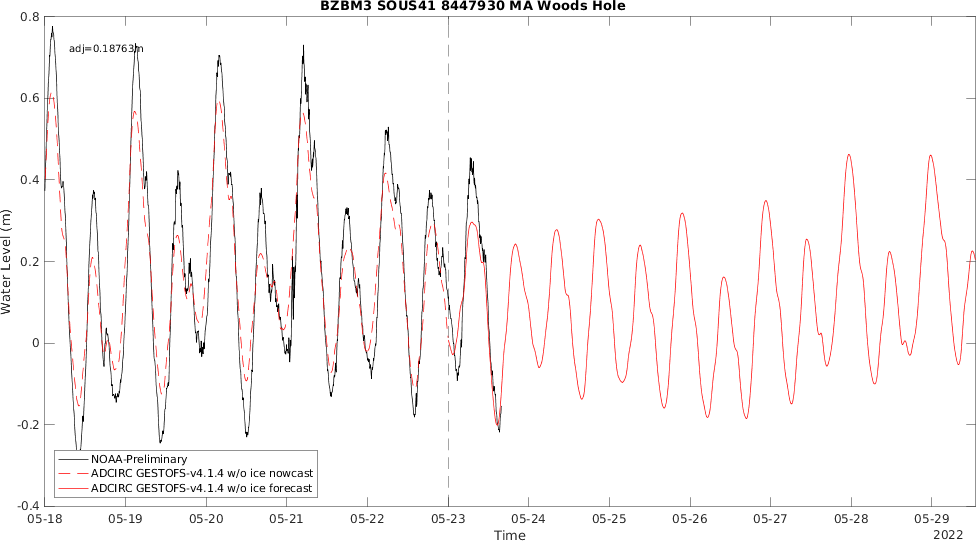 BZBM3 SOUS41 8447930 MA Woods Hole
adj=0.18763m
Water Level (m)
0.8
0.6
0.4
0.2
0
-0.2
-0.4
NOAA-Preliminary
ADCIRC GESTOFS-v4.1.4 w/o ice nowcast
ADCIRC GESTOFS-v4.1.4 w/o ice forecast
05-18 05-19 05-20 05-21 05-22 05-23 05-24 05-25 05-26 05-27 05-28 05-29
Time
2022